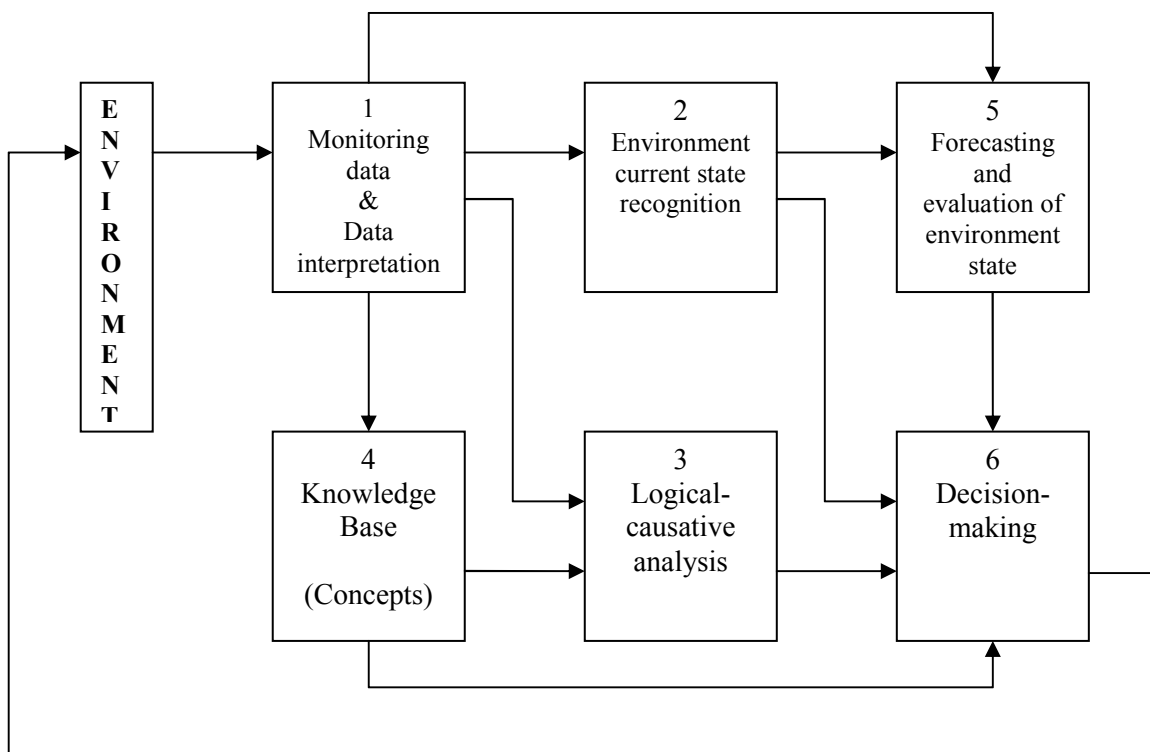 E
N
V
I
R
O
N
M
E
N
T
1
Monitoring
data
&
Data
interpretation
2
Environment
current state
recognition
5
Forecasting
and
evaluation of
environment
state
4
Knowledge
Base
(Concepts)
3
Logical-
causative
analysis
6
Decision-
making